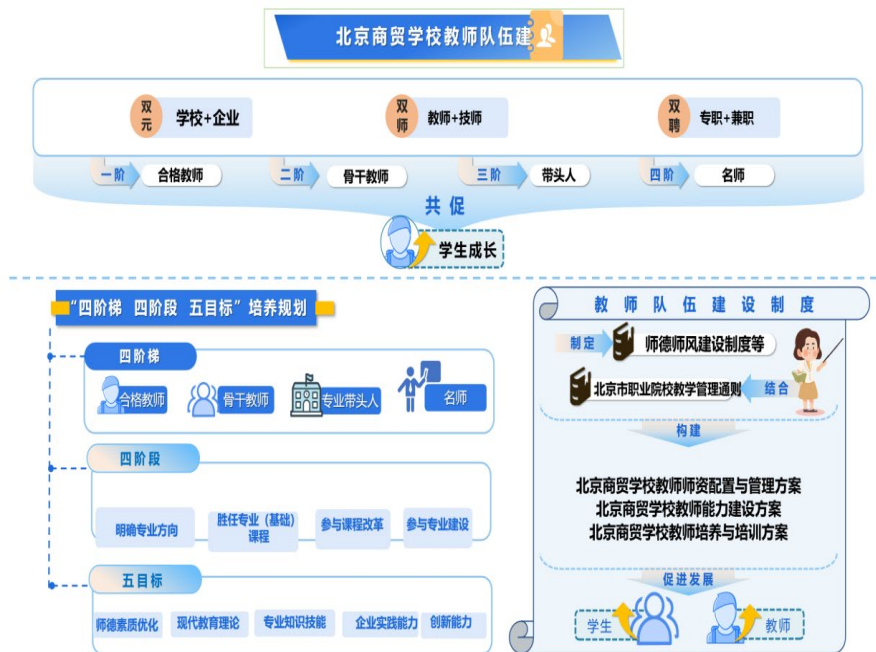 北京商贸学校教师队伍建
双元
学校+企业
双师
教师+技师
双聘
专职+兼职
一阶
合格教师
二阶
骨干教师
三阶
带头人
四阶
名师
共促
学生成长
“四阶梯 四阶段 五目标”培养规划
四阶梯
合格教师
骨干教师
专业带头人
名师
四阶段
明确专业方向
胜任专业（基础）
课程
参与课程改革
参与专业建设
五目标
师德素质优化
现代教育理论
专业知识技能
企业实践能力
创新能力
教师队伍建设制度
制定
师德师风建设制度等
北京市职业院校教学管理通则
结合
构建
北京商贸学校教师师资配置与管理方案
北京商贸学校教师能力建设方案
北京商贸学校教师培养与培训方案
促进发展
学生
教师